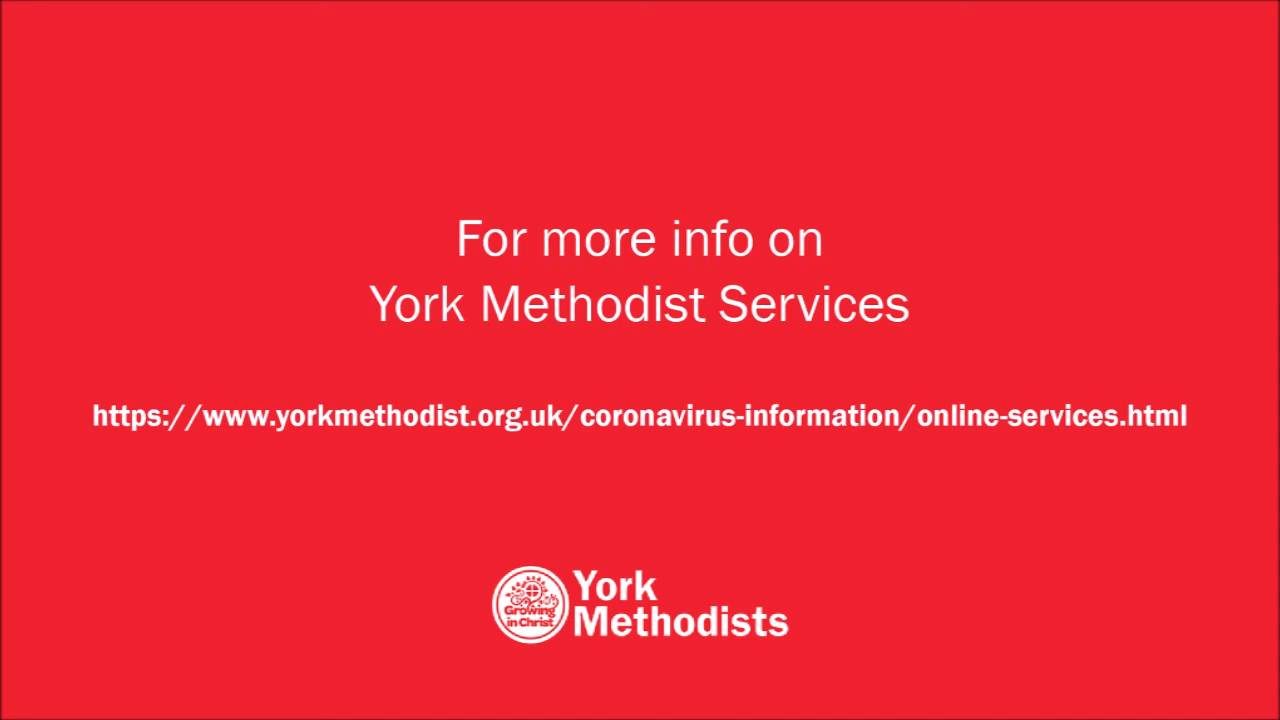 For more info on
York Methodist Services
https://www.yorkmethodist.org.uk/coronavirus-information/online-services.html
Growing
in Christ
York
Methodists